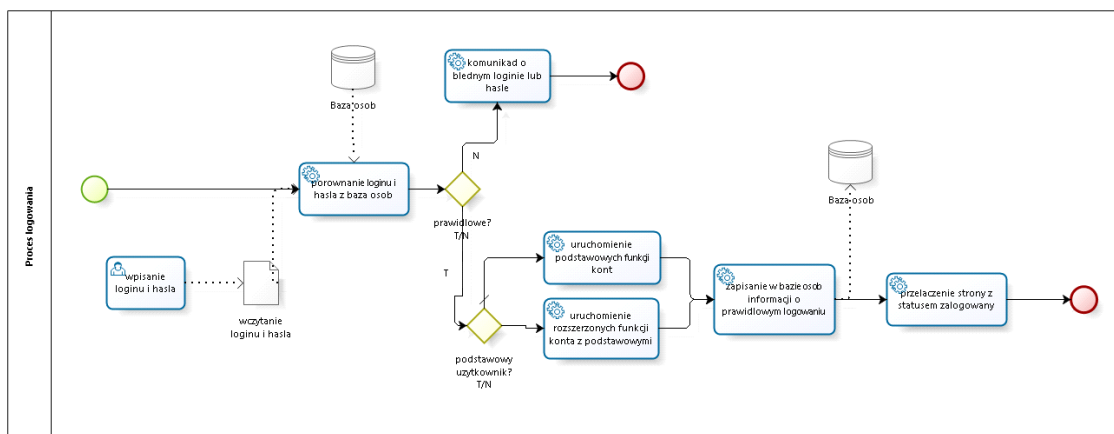 Proces logowania
komunikad o
blednym loginie lub
hasle
Baza osob
N
porownanie loginu i
hasla z baza osob
prawidlowe?
T/N
Baza osob
T
wpisanie
loginu i hasla
wczytanie
loginu i hasla
uruchomienie
podstawowych funkcji
kont
uruchomienie
rozszerzonych funkcji
konta z podstawowymi
podstawowy
uzytkownik?
T/N
zapisanie w bazie osob
informacji o
prawidlowym logowaniu
przelaczenie strony z
statusem zalogowany